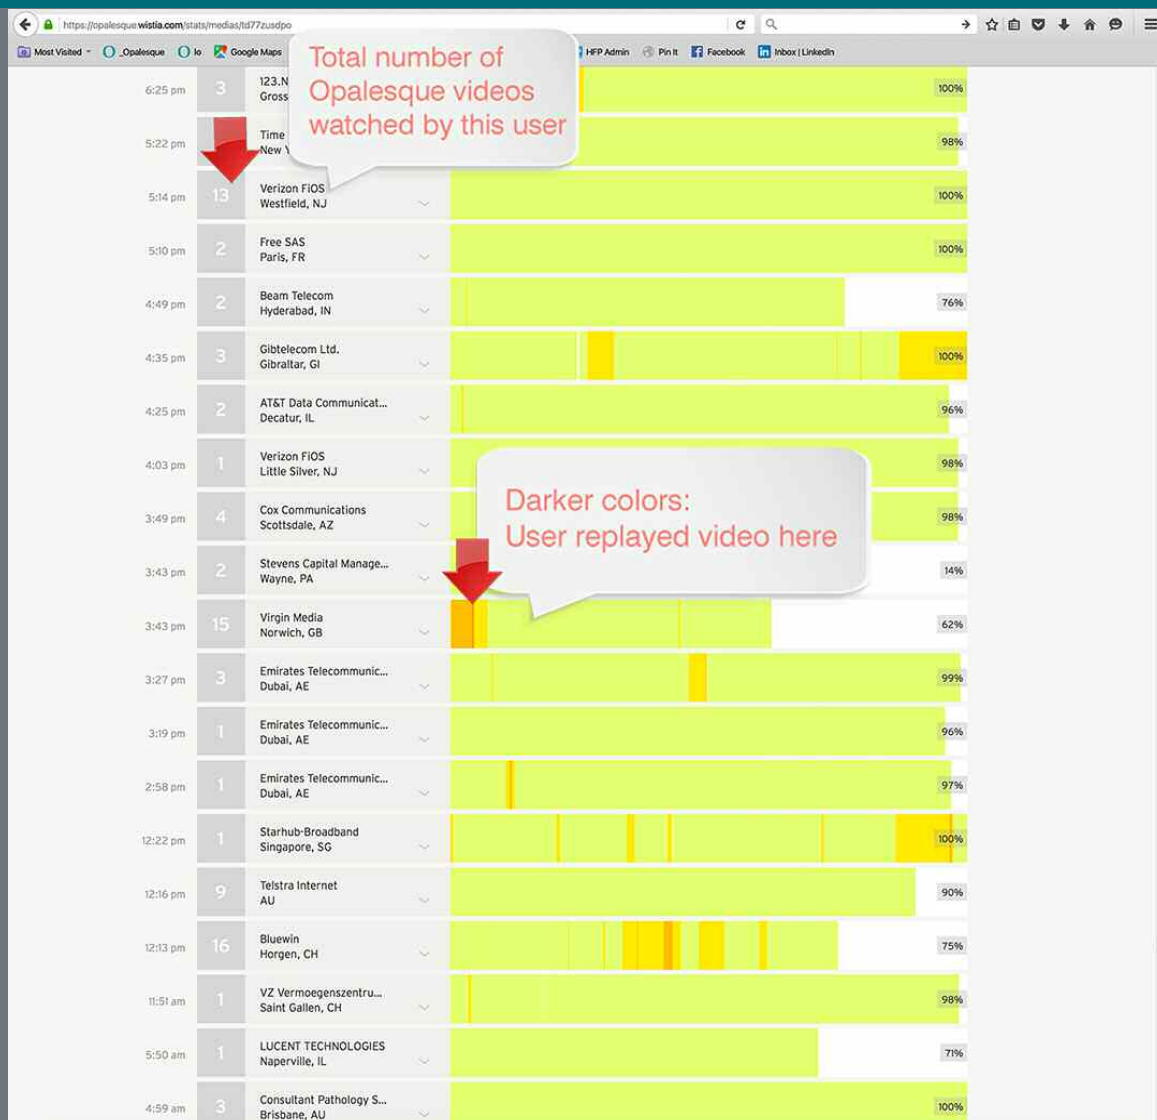 https://opalesque.wistia.com/stats/medias/td77zusdpo
Most Visited
_Opalesque
Io
Google Maps
HFP Admin
Pin It
Facebook
Inbox | LinkedIn
Total number of
Opalesque videos
watched by this user
6:25 pm 3 123.N
Gross
100%
5:22 pm Time
New Y
98%
5:14 pm 13 Verizon FiOS
Westfield, NJ
100%
5:10 pm 2 Free SAS
Paris, FR
100%
4:49 pm 2 Beam Telecom
Hyderabad, IN
76%
4:35 pm 3 Gibtelecom Ltd.
Gibraltar, GI
100%
4:25 pm 2 AT&T Data Communicat...
Decatur, IL
96%
4:03 pm 1 Verizon FiOS
Little Silver, NJ
98%
3:49 pm 4 Cox Communications
Scottsdale, AZ
98%
Darker colors:
User replayed video here
3:43 pm 2 Stevens Capital Manage...
Wayne, PA
14%
3:43 pm 15 Virgin Media
Norwich, GB
62%
3:27 pm 3 Emirates Telecommunic...
Dubai, AE
99%
3:19 pm 1 Emirates Telecommunic...
Dubai, AE
96%
2:58 pm 1 Emirates Telecommunic...
Dubai, AE
97%
12:22 pm 1 Starhub-Broadband
Singapore, SG
100%
12:16 pm 9 Telstra Internet
AU
90%
12:13 pm 16 Bluewin
Horgen, CH
75%
11:51 am 1 VZ Vermoegenszentru...
Saint Gallen, CH
98%
5:50 am 1 LUCENT TECHNOLOGIES
Naperville, IL
71%
4:59 am 3 Consultant Pathology S...
Brisbane, AU
100%